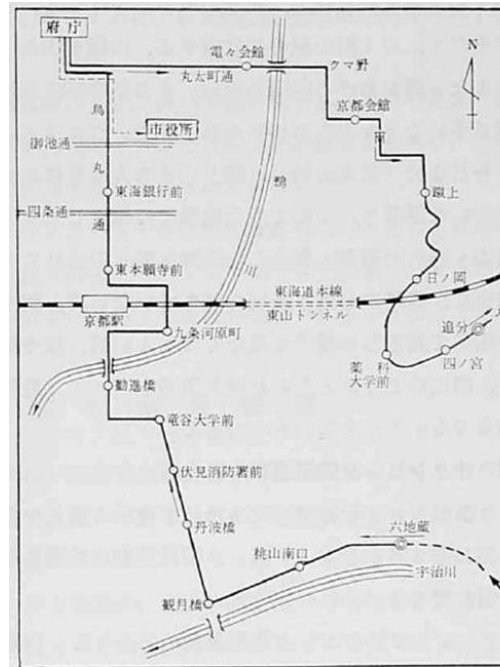 府庁
電々会館
クマ野
N
丸太町通
京都会館
烏
市役所
南
御池通
鴨
丸
東海銀行前
蹴上
四条通
通
川
東本願寺前
日ノ岡
東海道本線
京都駅
東山トンネル
追分
九条河原町
薬科
大学前
四ノ宮
勧進橋
竜谷大学前
伏見消防署前
丹波橋
六地蔵
桃山南口
宇治川
観月橋